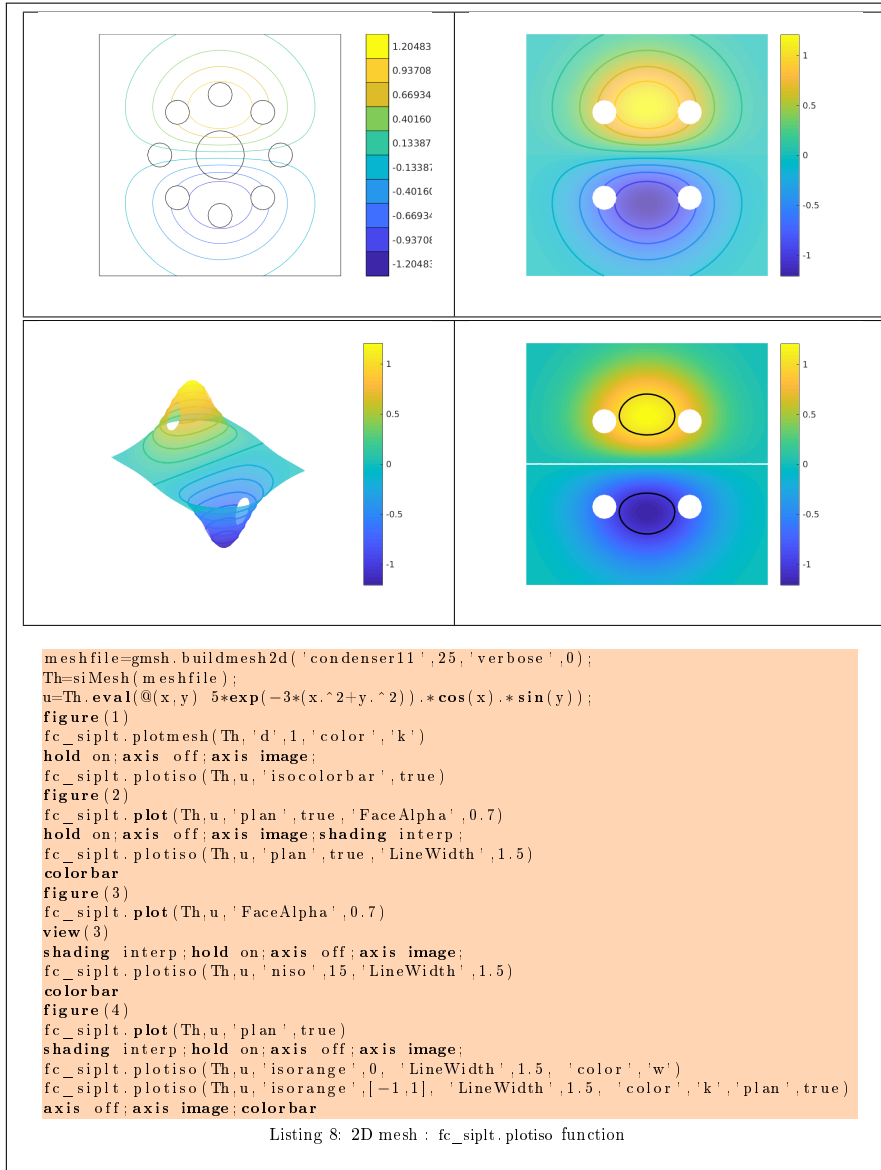 1.20483
0.93708
0.66934
0.40160
0.13387
-0.13387
-0.40160
-0.66934
-0.93708
-1.20483
1
0.5
0
-0.5
-1
1
0.5
0
-0.5
-1
1
0.5
0
-0.5
-1
meshfile=gmsh.buildmesh2d('condenser11',25,'verbose',0);
Th=siMesh(meshfile);
u=Th.eval(@(x,y) 5*exp(-3*(x.^2+y.^2)).*cos(x).*sin(y));
figure(1)
fc_siplt.plotmesh(Th,'d',1,'color','k')
hold on;axis off;axis image;
fc_siplt.plotiso(Th,u,'isocolorbar',true)
figure(2)
fc_siplt.plot(Th,u,'plan',true,'FaceAlpha',0.7)
hold on;axis off;axis image;shading interp;
fc_siplt.plotiso(Th,u,'plan',true,'LineWidth',1.5)
colorbar
figure(3)
fc_siplt.plot(Th,u,'FaceAlpha',0.7)
view(3)
shading interp;hold on;axis off;axis image;
fc_siplt.plotiso(Th,u,'niso',15,'LineWidth',1.5)
colorbar
figure(4)
fc_siplt.plot(Th,u,'plan',true)
shading interp;hold on;axis off;axis image;
fc_siplt.plotiso(Th,u,'isorange',0, 'LineWidth',1.5, 'color','w')
fc_siplt.plotiso(Th,u,'isorange',[-1,1], 'LineWidth',1.5, 'color','k','plan',true)
axis off;axis image;colorbar
Listing 8: 2D mesh : fc_siplt.plotiso function